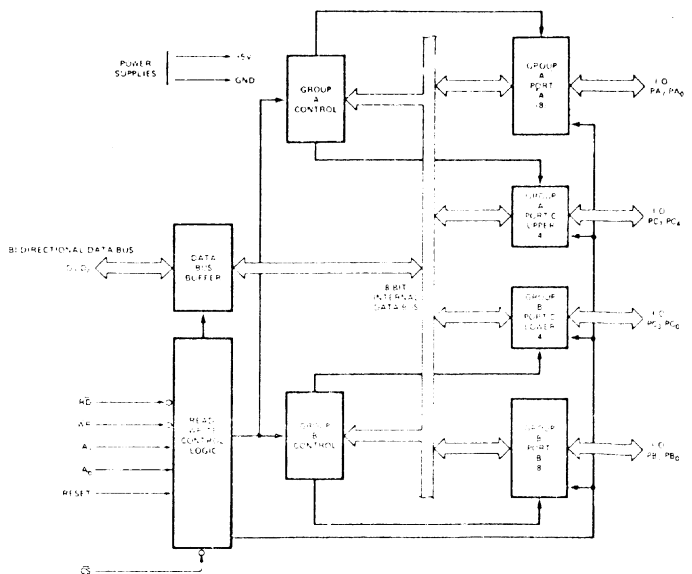 POWER
SUPPLIES
+5V
GND
GROUP
A
CONTROL
GROUP
A
PORT
A
(8)
I/O
PA7 PA0
GROUP
A
PORT C
UPPER
4
I/O
PC7 PC4
BI DIRECTIONAL DATA BUS
D7 D0
DATA
BUS
BUFFER
8 BIT
INTERNAL
DATA BUS
GROUP
B
PORT C
LOWER
4
I/O
PC3 PC0
RD
WR
A1
A0
RESET
CS
READ
WRITE
CONTROL
LOGIC
GROUP
B
CONTROL
GROUP
B
PORT
B
8
I/O
PB7 PB0